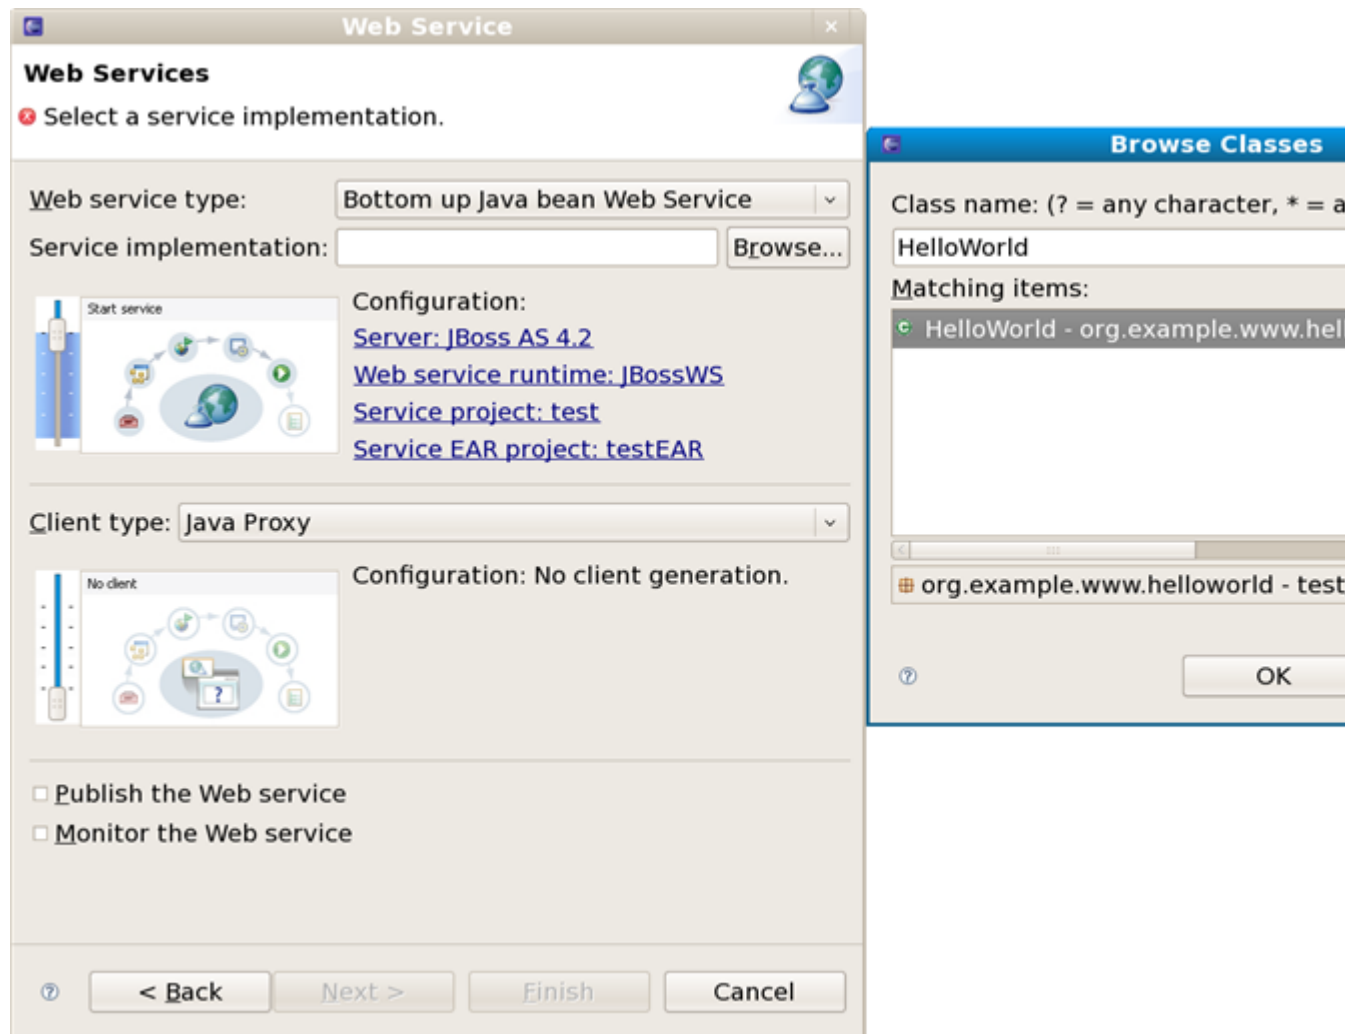 Web Service
Web Services
Select a service implementation.
Web service type: Bottom up Java bean Web Service
Service implementation: Browse...
Start service
Configuration:
Server: JBoss AS 4.2
Web service runtime: JBossWS
Service project: test
Service EAR project: testEAR
Client type: Java Proxy
No client
Configuration: No client generation.
Publish the Web service
Monitor the Web service
< Back Next > Finish Cancel
Browse Classes
Class name: (? = any character, * = a
HelloWorld
Matching items:
HelloWorld - org.example.www.hell
org.example.www.helloworld - test
OK